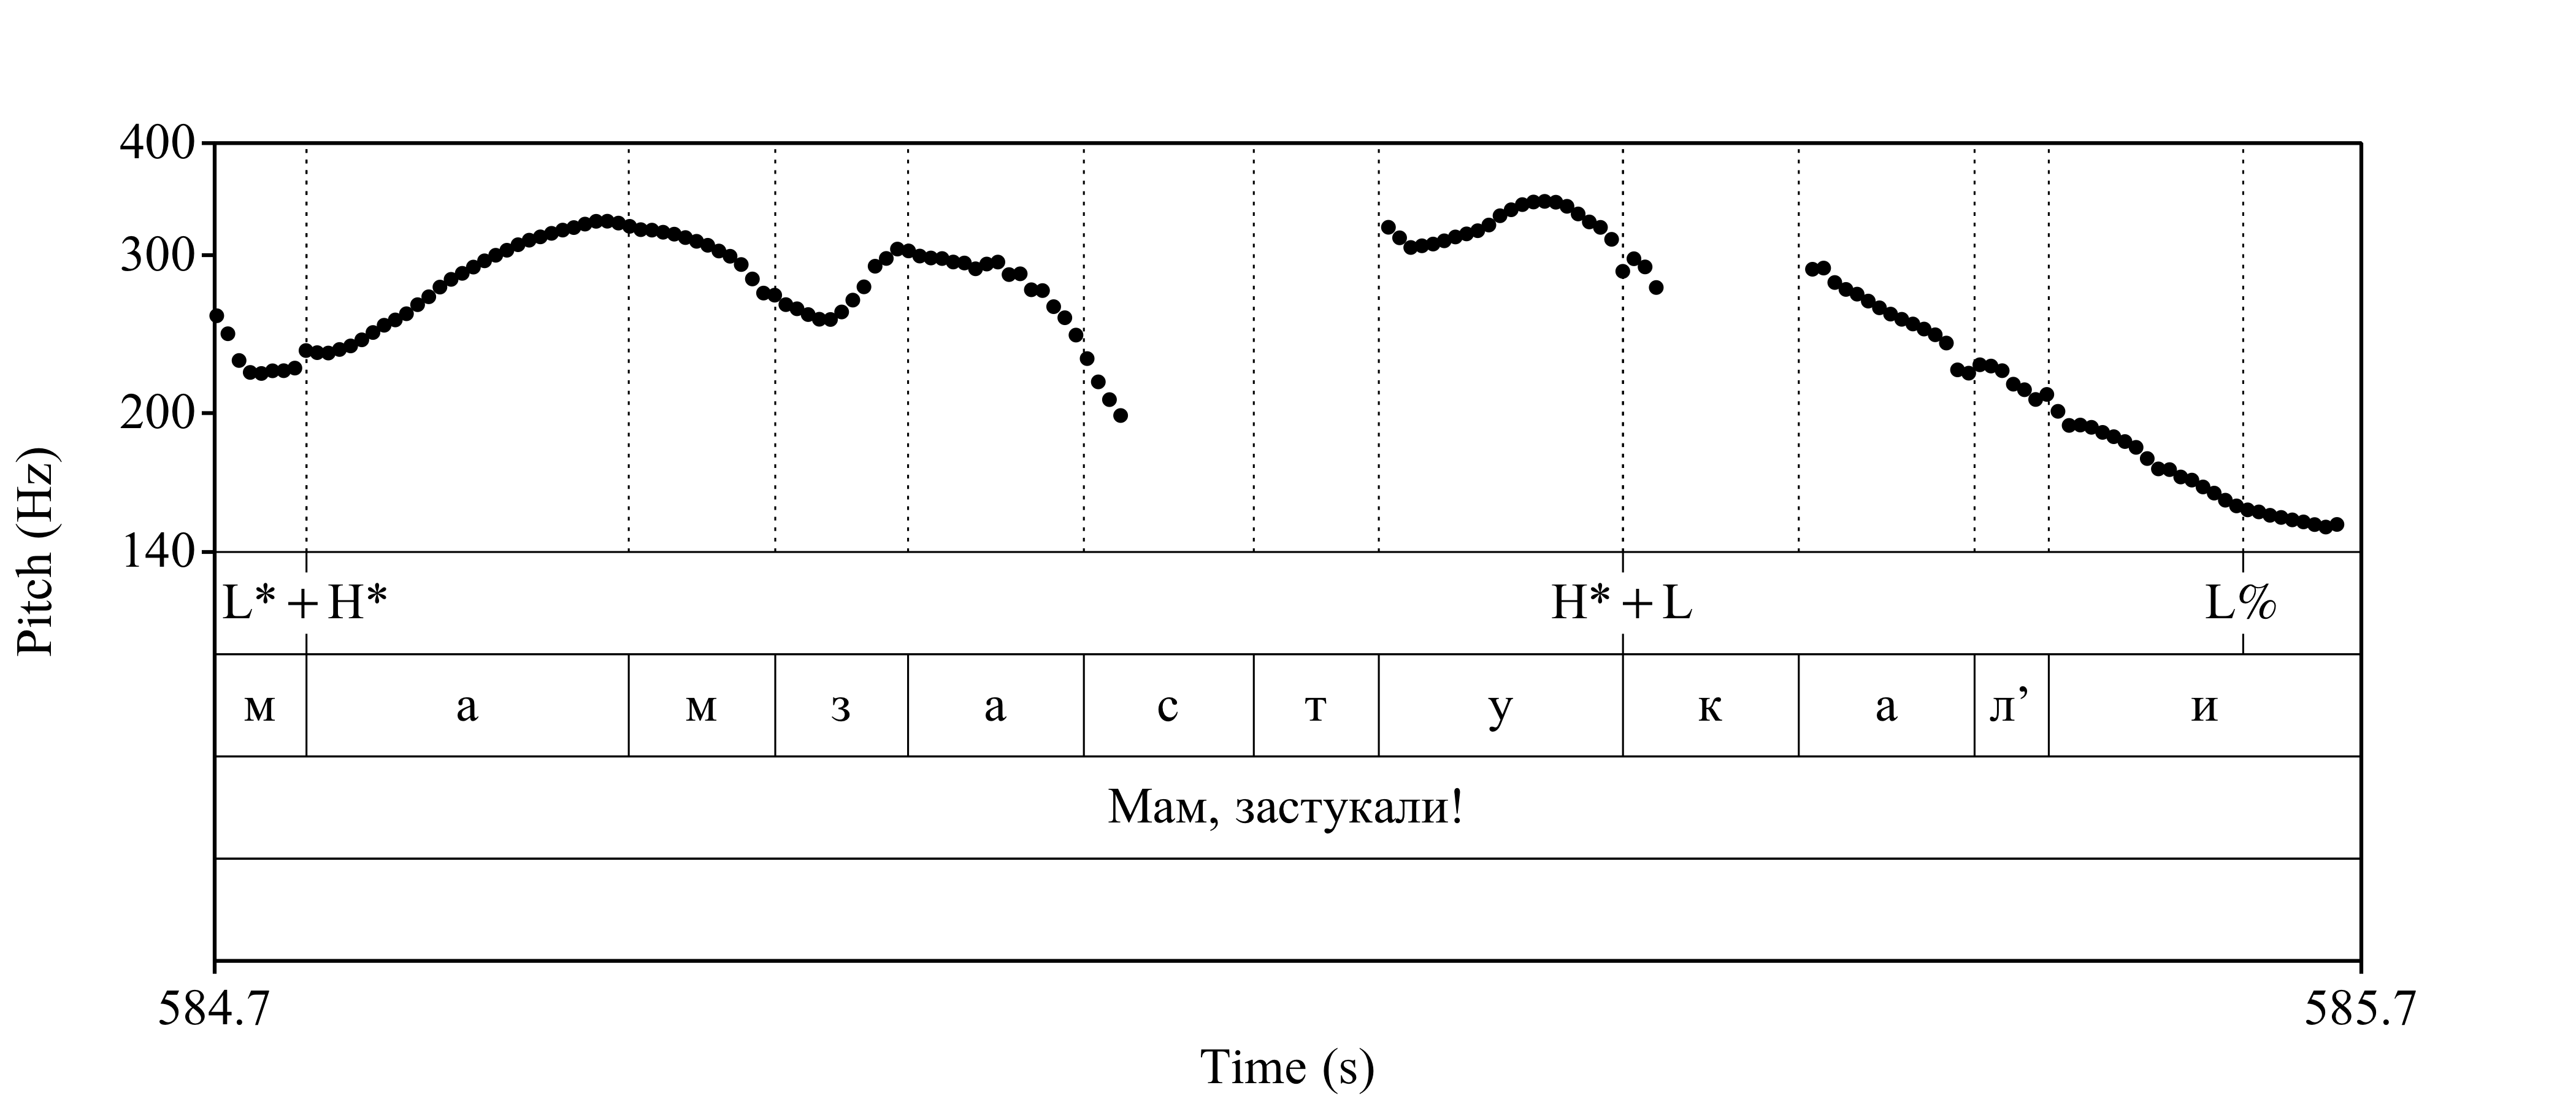 400
300
200
140
Pitch (Hz)
L* + H* H* + L L%
м а м з а с т у к а л’ и
Мам, застукали!
584.7 585.7
Time (s)